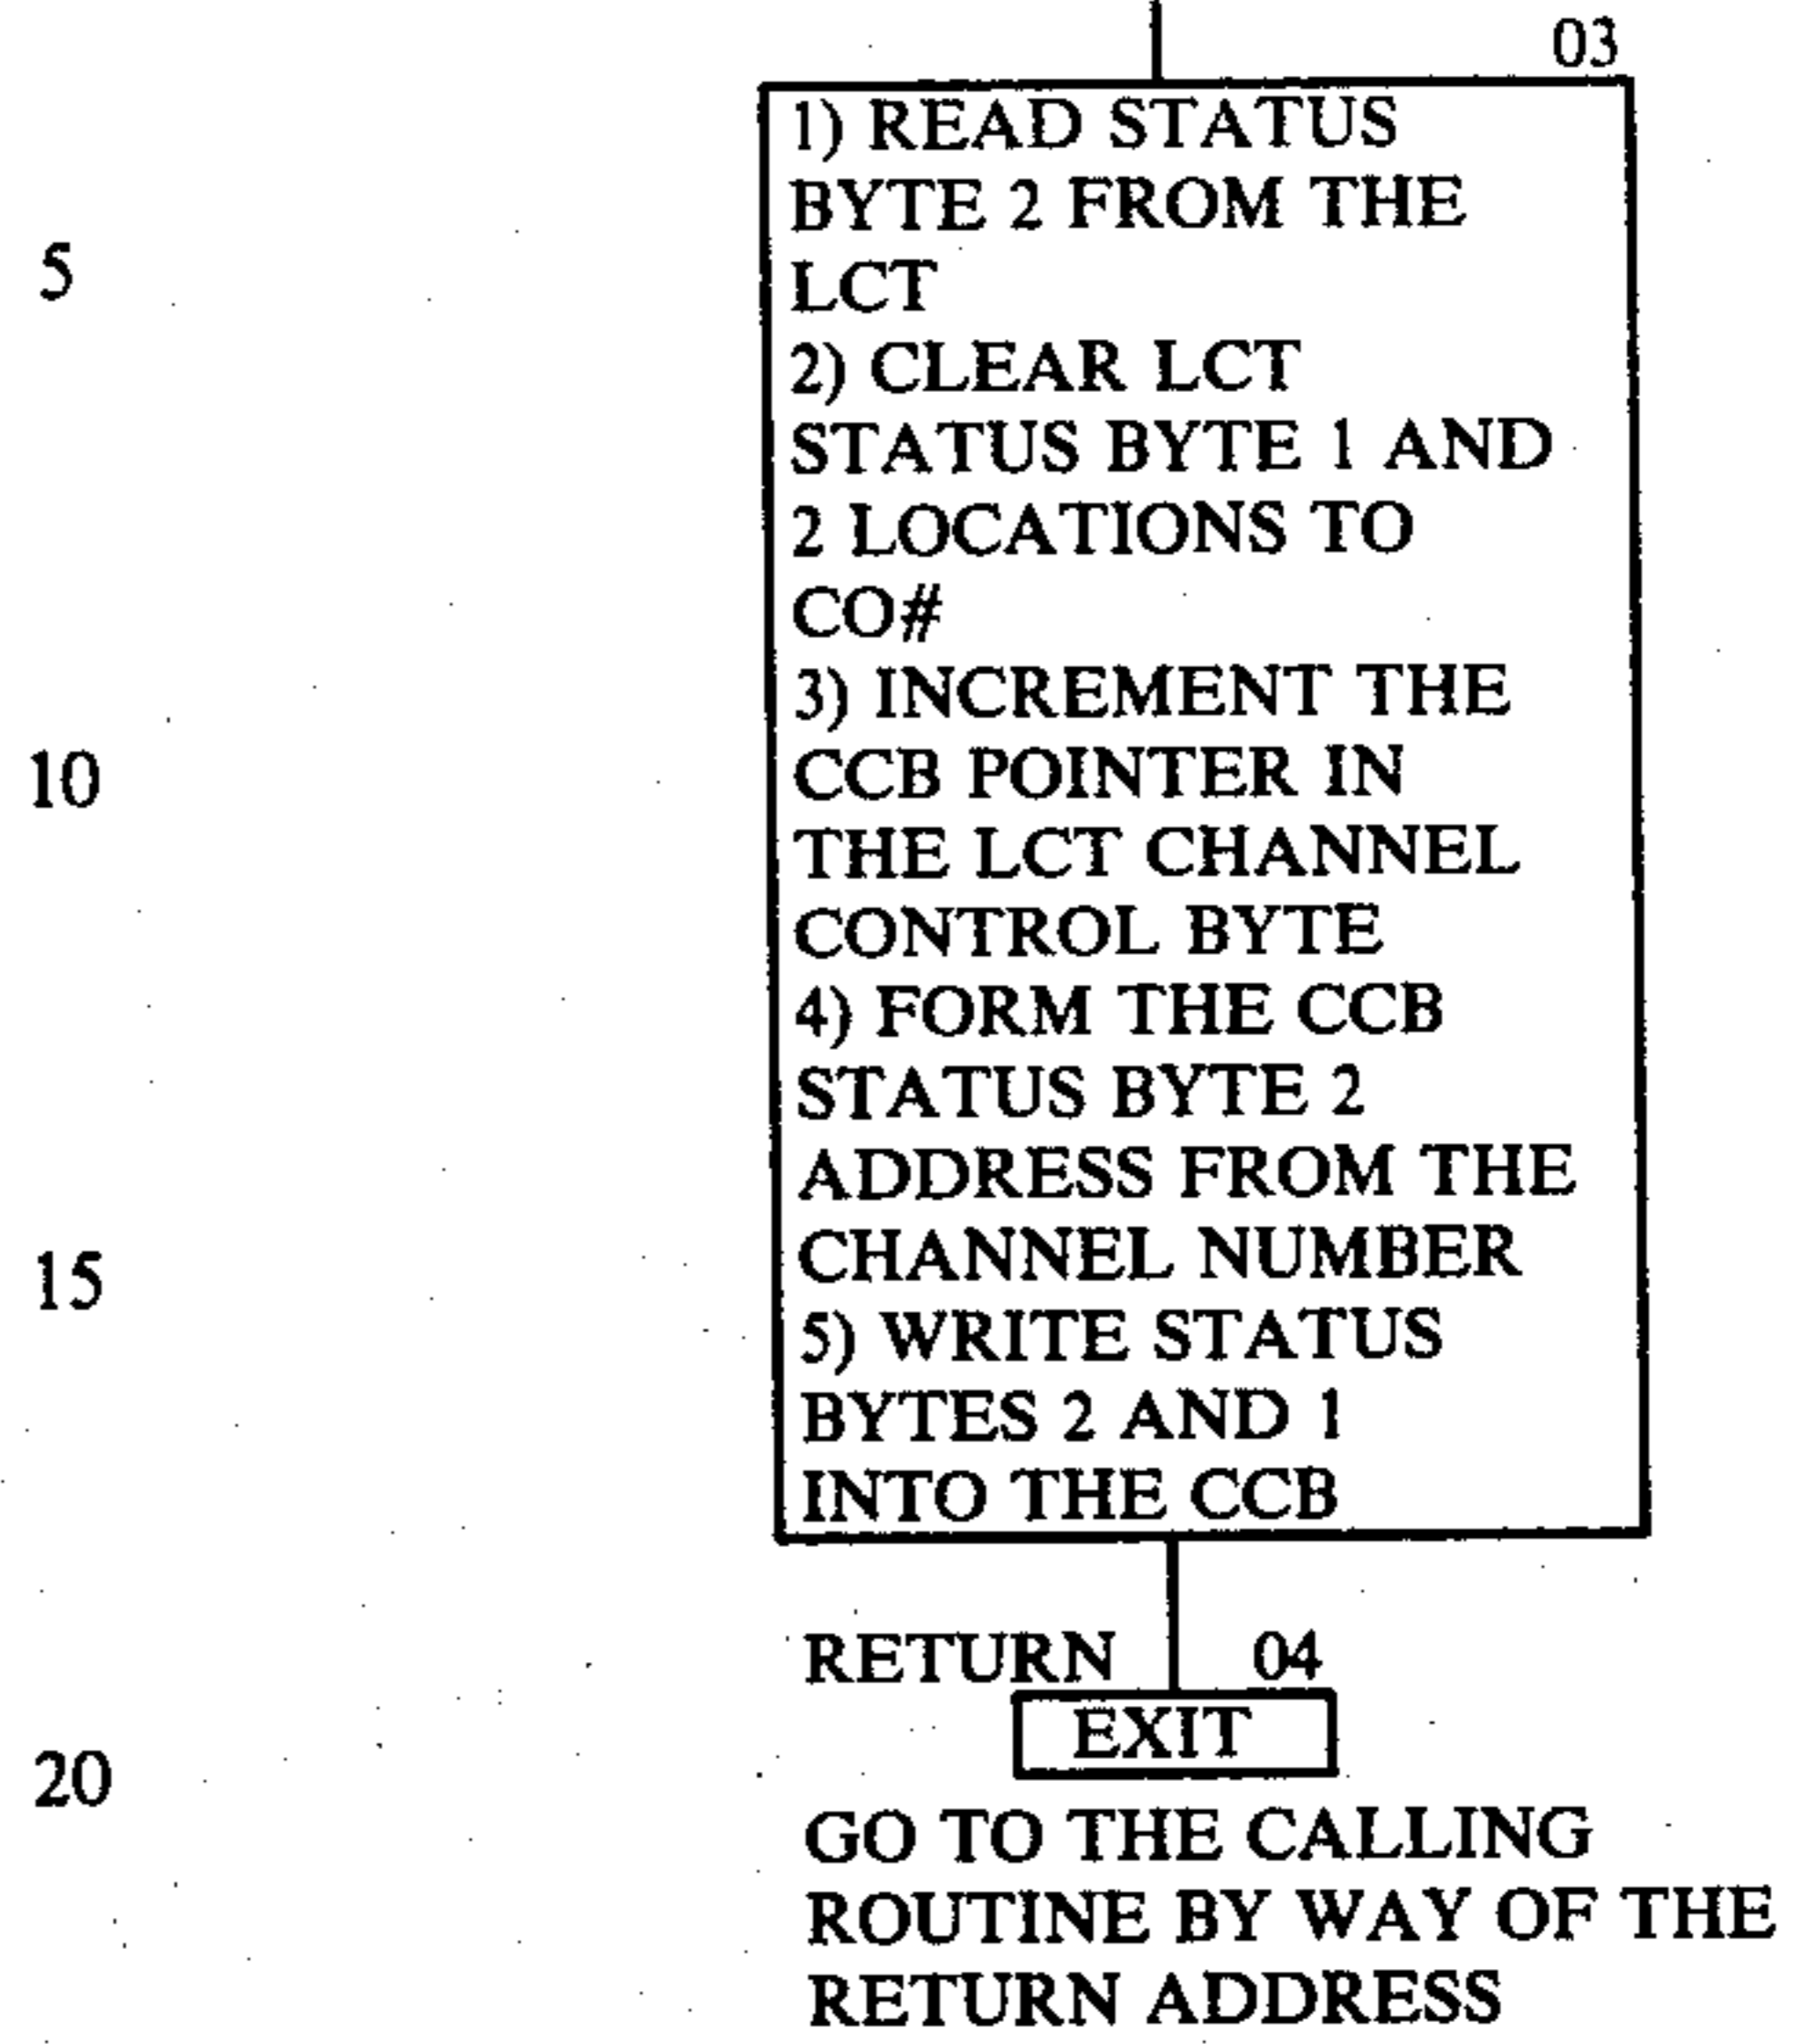 03
1) READ STATUS
BYTE 2 FROM THE
5
LCT
2) CLEAR LCT
STATUS BYTE 1 AND
2 LOCATIONS TO
CO#
3) INCREMENT THE
10
CCB POINTER IN
THE LCT CHANNEL
CONTROL BYTE
4) FORM THE CCB
STATUS BYTE 2
ADDRESS FROM THE
15
CHANNEL NUMBER
5) WRITE STATUS
BYTES 2 AND 1
INTO THE CCB
RETURN 04
EXIT
20
GO TO THE CALLING
ROUTINE BY WAY OF THE
RETURN ADDRESS